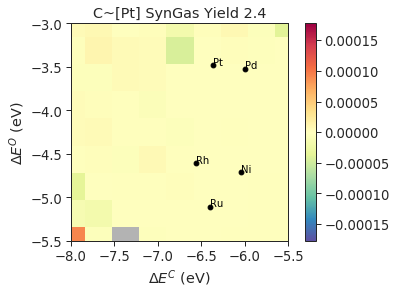 C~[Pt] SynGas Yield 2.4
−3.0
−3.5
−4.0
−4.5
−5.0
−5.5
ΔE^O (eV)
Pt
Pd
Rh
Ni
Ru
−8.0 −7.5 −7.0 −6.5 −6.0 −5.5
ΔE^C (eV)
0.00015
0.00010
0.00005
0.00000
−0.00005
−0.00010
−0.00015